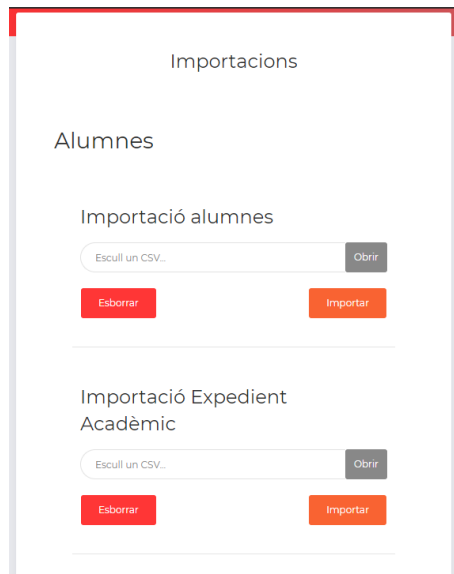 Importacions
Alumnes
Importació alumnes
Escull un CSV...
Obrir
Esborrar
Importar
Importació Expedient
Acadèmic
Escull un CSV...
Obrir
Esborrar
Importar